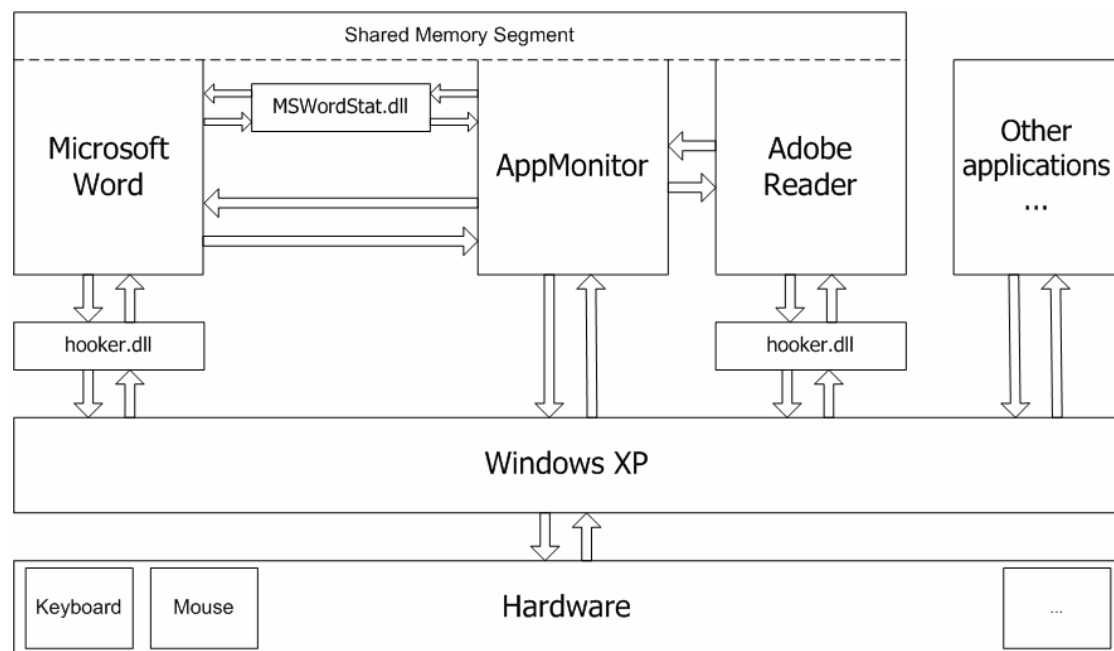 Shared Memory Segment
MSWordStat.dll
Microsoft
Word
AppMonitor
Adobe
Reader
Other
applications
...
hooker.dll
hooker.dll
Windows XP
Keyboard
Mouse
Hardware
...